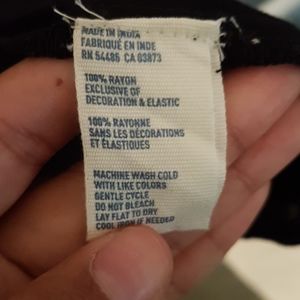 MADE IN INDIA
FABRIQUÉ EN INDE
RN 54485 CA 03873
100% RAYON
EXCLUSIVE OF
DECORATION & ELASTIC
100% RAYONNE
SANS LES DÉCORATIONS
ET ÉLASTIQUES
MACHINE WASH COLD
WITH LIKE COLORS
GENTLE CYCLE
DO NOT BLEACH
LAY FLAT TO DRY
COOL IRON IF NEEDED